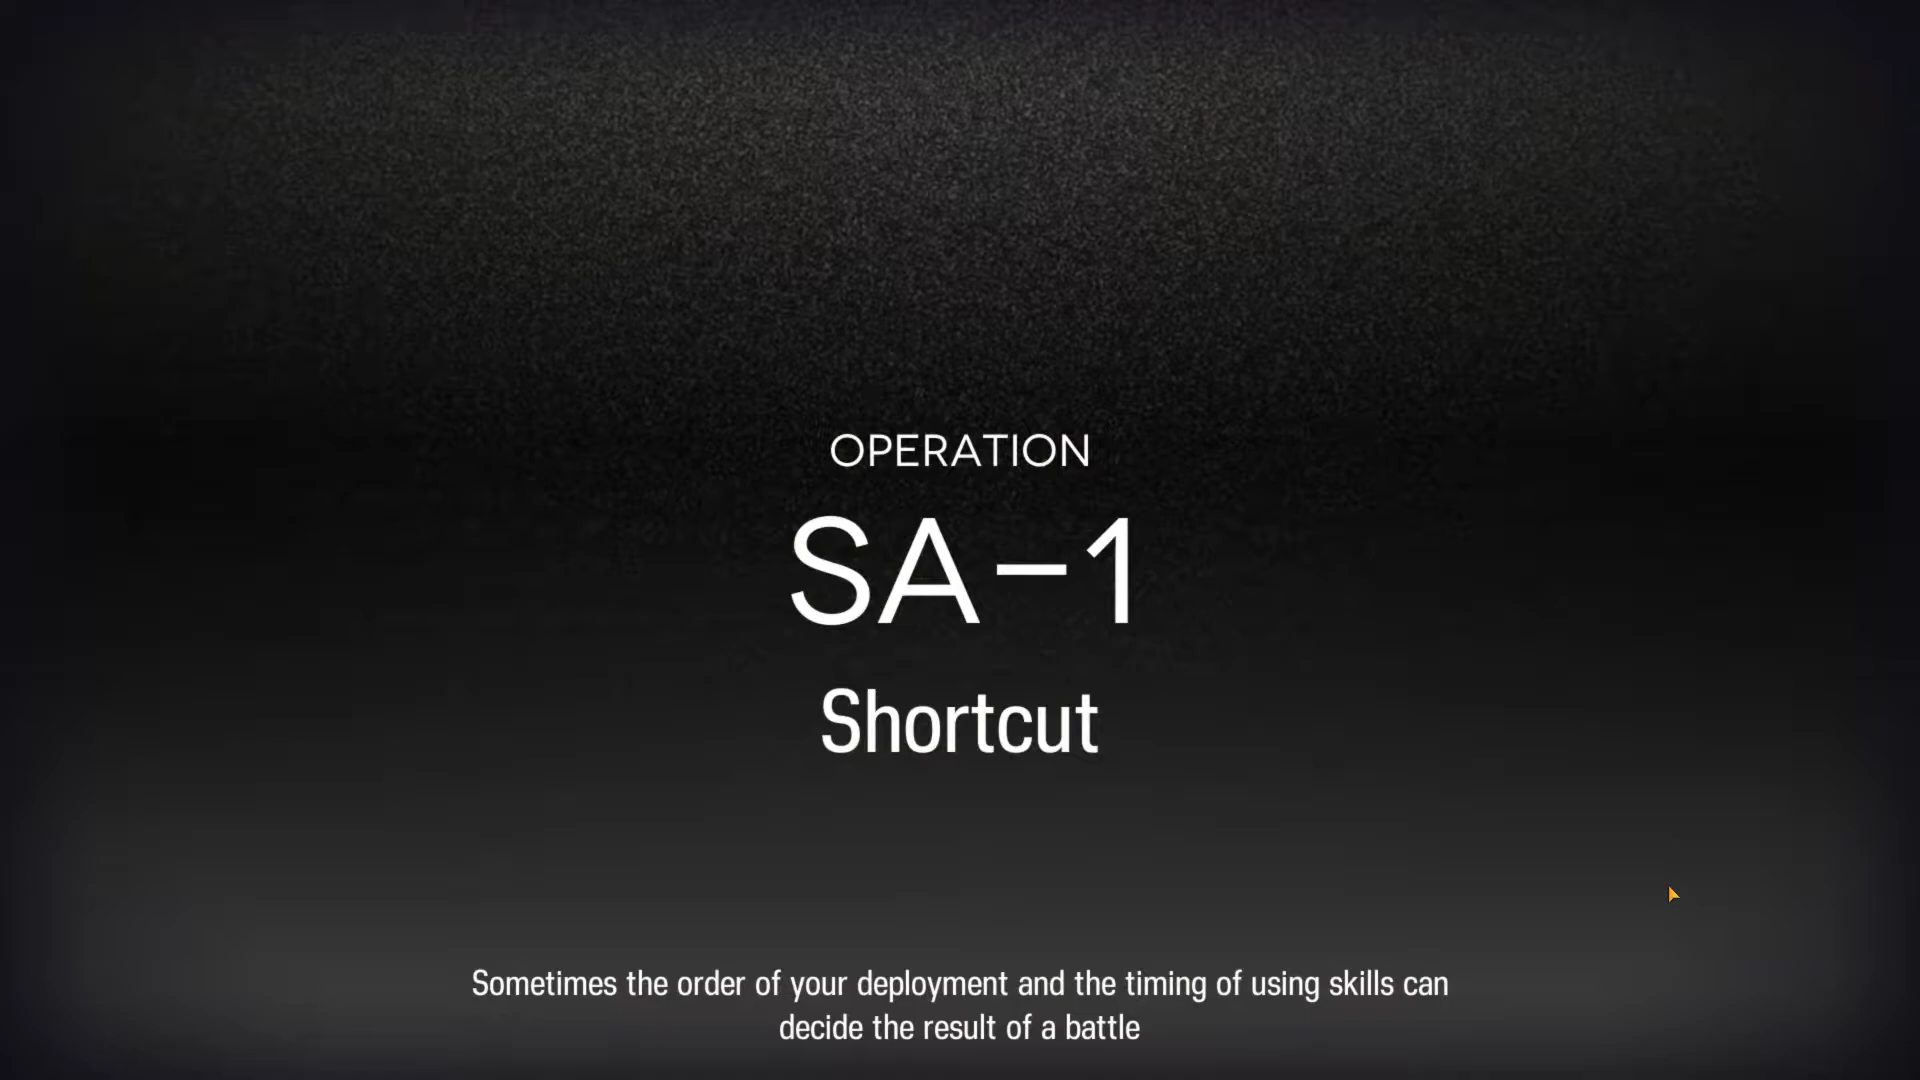 OPERATION
SA-1
Shortcut
Sometimes the order of your deployment and the timing of using skills can
decide the result of a battle